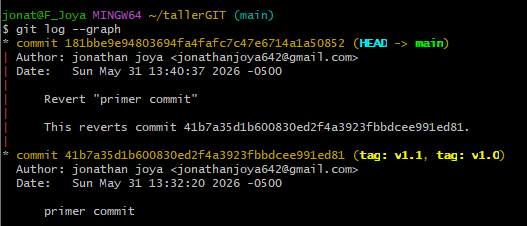 jonat@F_Joya MINGW64 ~/tallerGIT (main)
$ git log --graph
* commit 181bbe9e94803694fa4fafc7c47e6714a1a50852 (HEAD -> main)
| Author: jonathan joya <jonathanjoya642@gmail.com>
| Date:   Sun May 31 13:40:37 2026 -0500
|
|     Revert "primer commit"
|
|     This reverts commit 41b7a35d1b600830ed2f4a3923fbbdcee991ed81.
|
* commit 41b7a35d1b600830ed2f4a3923fbbdcee991ed81 (tag: v1.1, tag: v1.0)
  Author: jonathan joya <jonathanjoya642@gmail.com>
  Date:   Sun May 31 13:32:20 2026 -0500

      primer commit